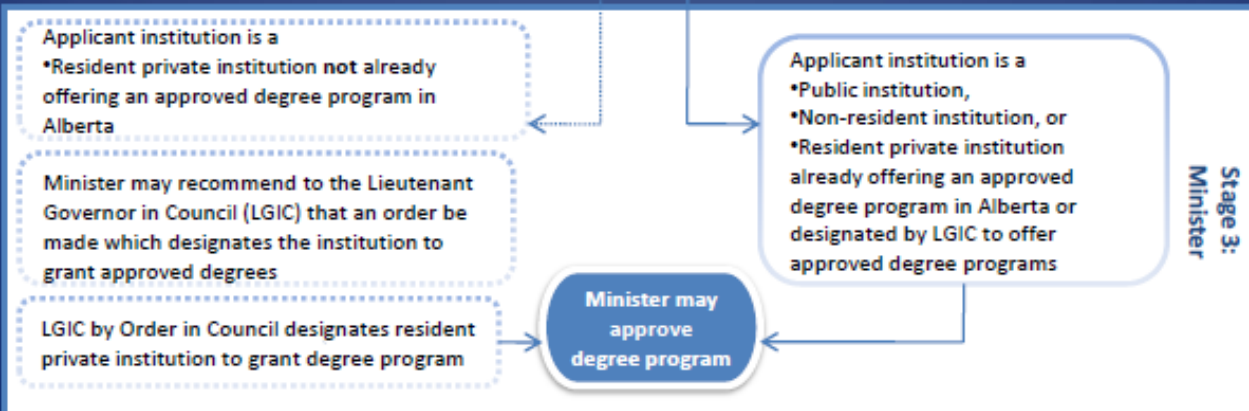 Applicant institution is a
•Resident private institution not already
offering an approved degree program in
Alberta
Minister may recommend to the Lieutenant
Governor in Council (LGIC) that an order be
made which designates the institution to
grant approved degrees
LGIC by Order in Council designates resident
private institution to grant degree program
Minister may
approve
degree program
Applicant institution is a
•Public institution,
•Non-resident institution, or
•Resident private institution
already offering an approved
degree program in Alberta or
designated by LGIC to offer
approved degree programs
Stage 3:
Minister